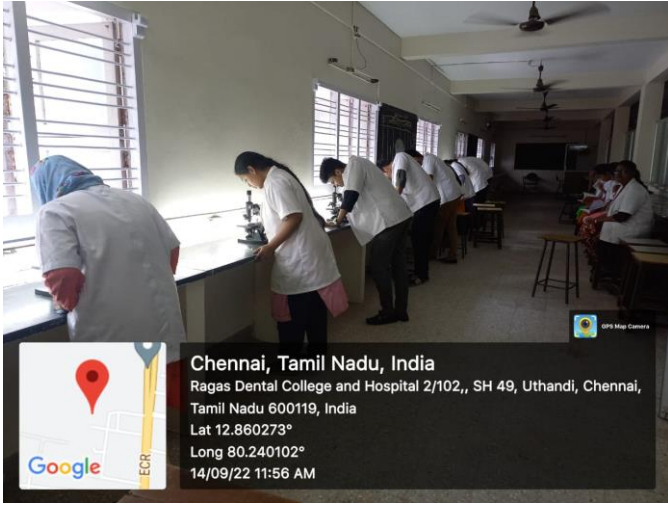 GPS Map Camera
Chennai, Tamil Nadu, India
Ragas Dental College and Hospital 2/102,, SH 49, Uthandi, Chennai,
Tamil Nadu 600119, India
Lat 12.860273°
Long 80.240102°
14/09/22 11:56 AM
Google
ECR